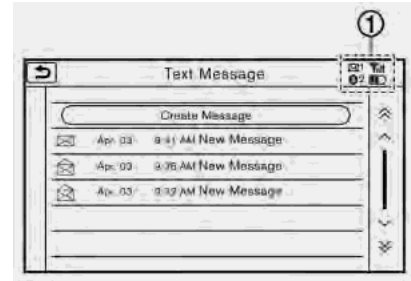 ①
Text Message
Create Message
Apr. 03 9:41 AM New Message
Apr. 03 9:36 AM New Message
Apr. 03 9:32 AM New Message